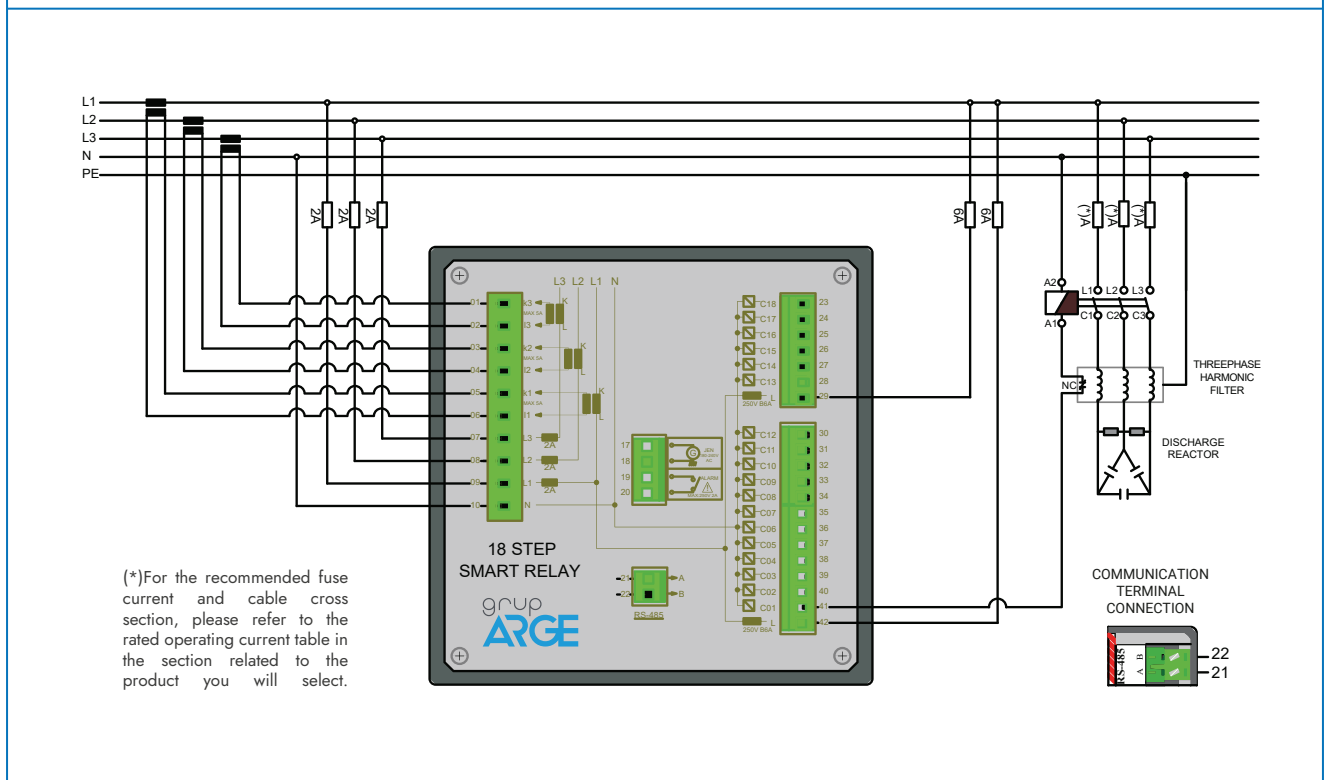 L1
L2
L3
N
PE
2A
2A
2A
6A
6A
(*)A
(*)A
(*)A
L3 L2 L1 N
01
02
03
04
05
06
07
08
09
10
k3
MAX 5A
l3
k2
MAX 5A
l2
k1
MAX 5A
l1
L3
L2
L1
N
K
L
K
L
K
L
2A
2A
2A
17
18
19
20
G
JEN
AC
ALARM
MAX 250V 2A
C18
C17
C16
C15
C14
C13
L
250V B6A
23
24
25
26
27
28
29
C12
C11
C10
C09
C08
C07
C06
C05
C04
C03
C02
C01
L
250V B6A
30
31
32
33
34
35
36
37
38
39
40
41
42
18 STEP
SMART RELAY
grup
ARGE
21
22
A
B
RS-485
A2
A1
L1 L2 L3
C1 C2 C3
NC
THREEPHASE
HARMONIC
FILTER
DISCHARGE
REACTOR
(*)For the recommended fuse
current and cable cross
section, please refer to the
rated operating current table in
the section related to the
product you will select.
COMMUNICATION
TERMINAL
CONNECTION
RS-485
A B
22
21